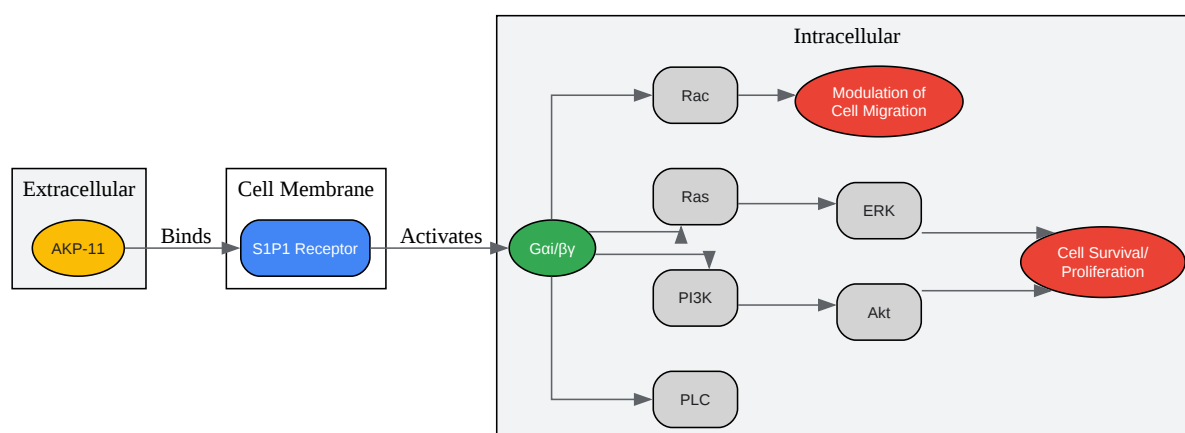 Intracellular
Rac
Modulation of
Cell Migration
Extracellular
AKP-11
Binds
Cell Membrane
S1P1 Receptor
Activates
Gαi/βγ
Ras
ERK
PI3K
Akt
Cell Survival/
Proliferation
PLC